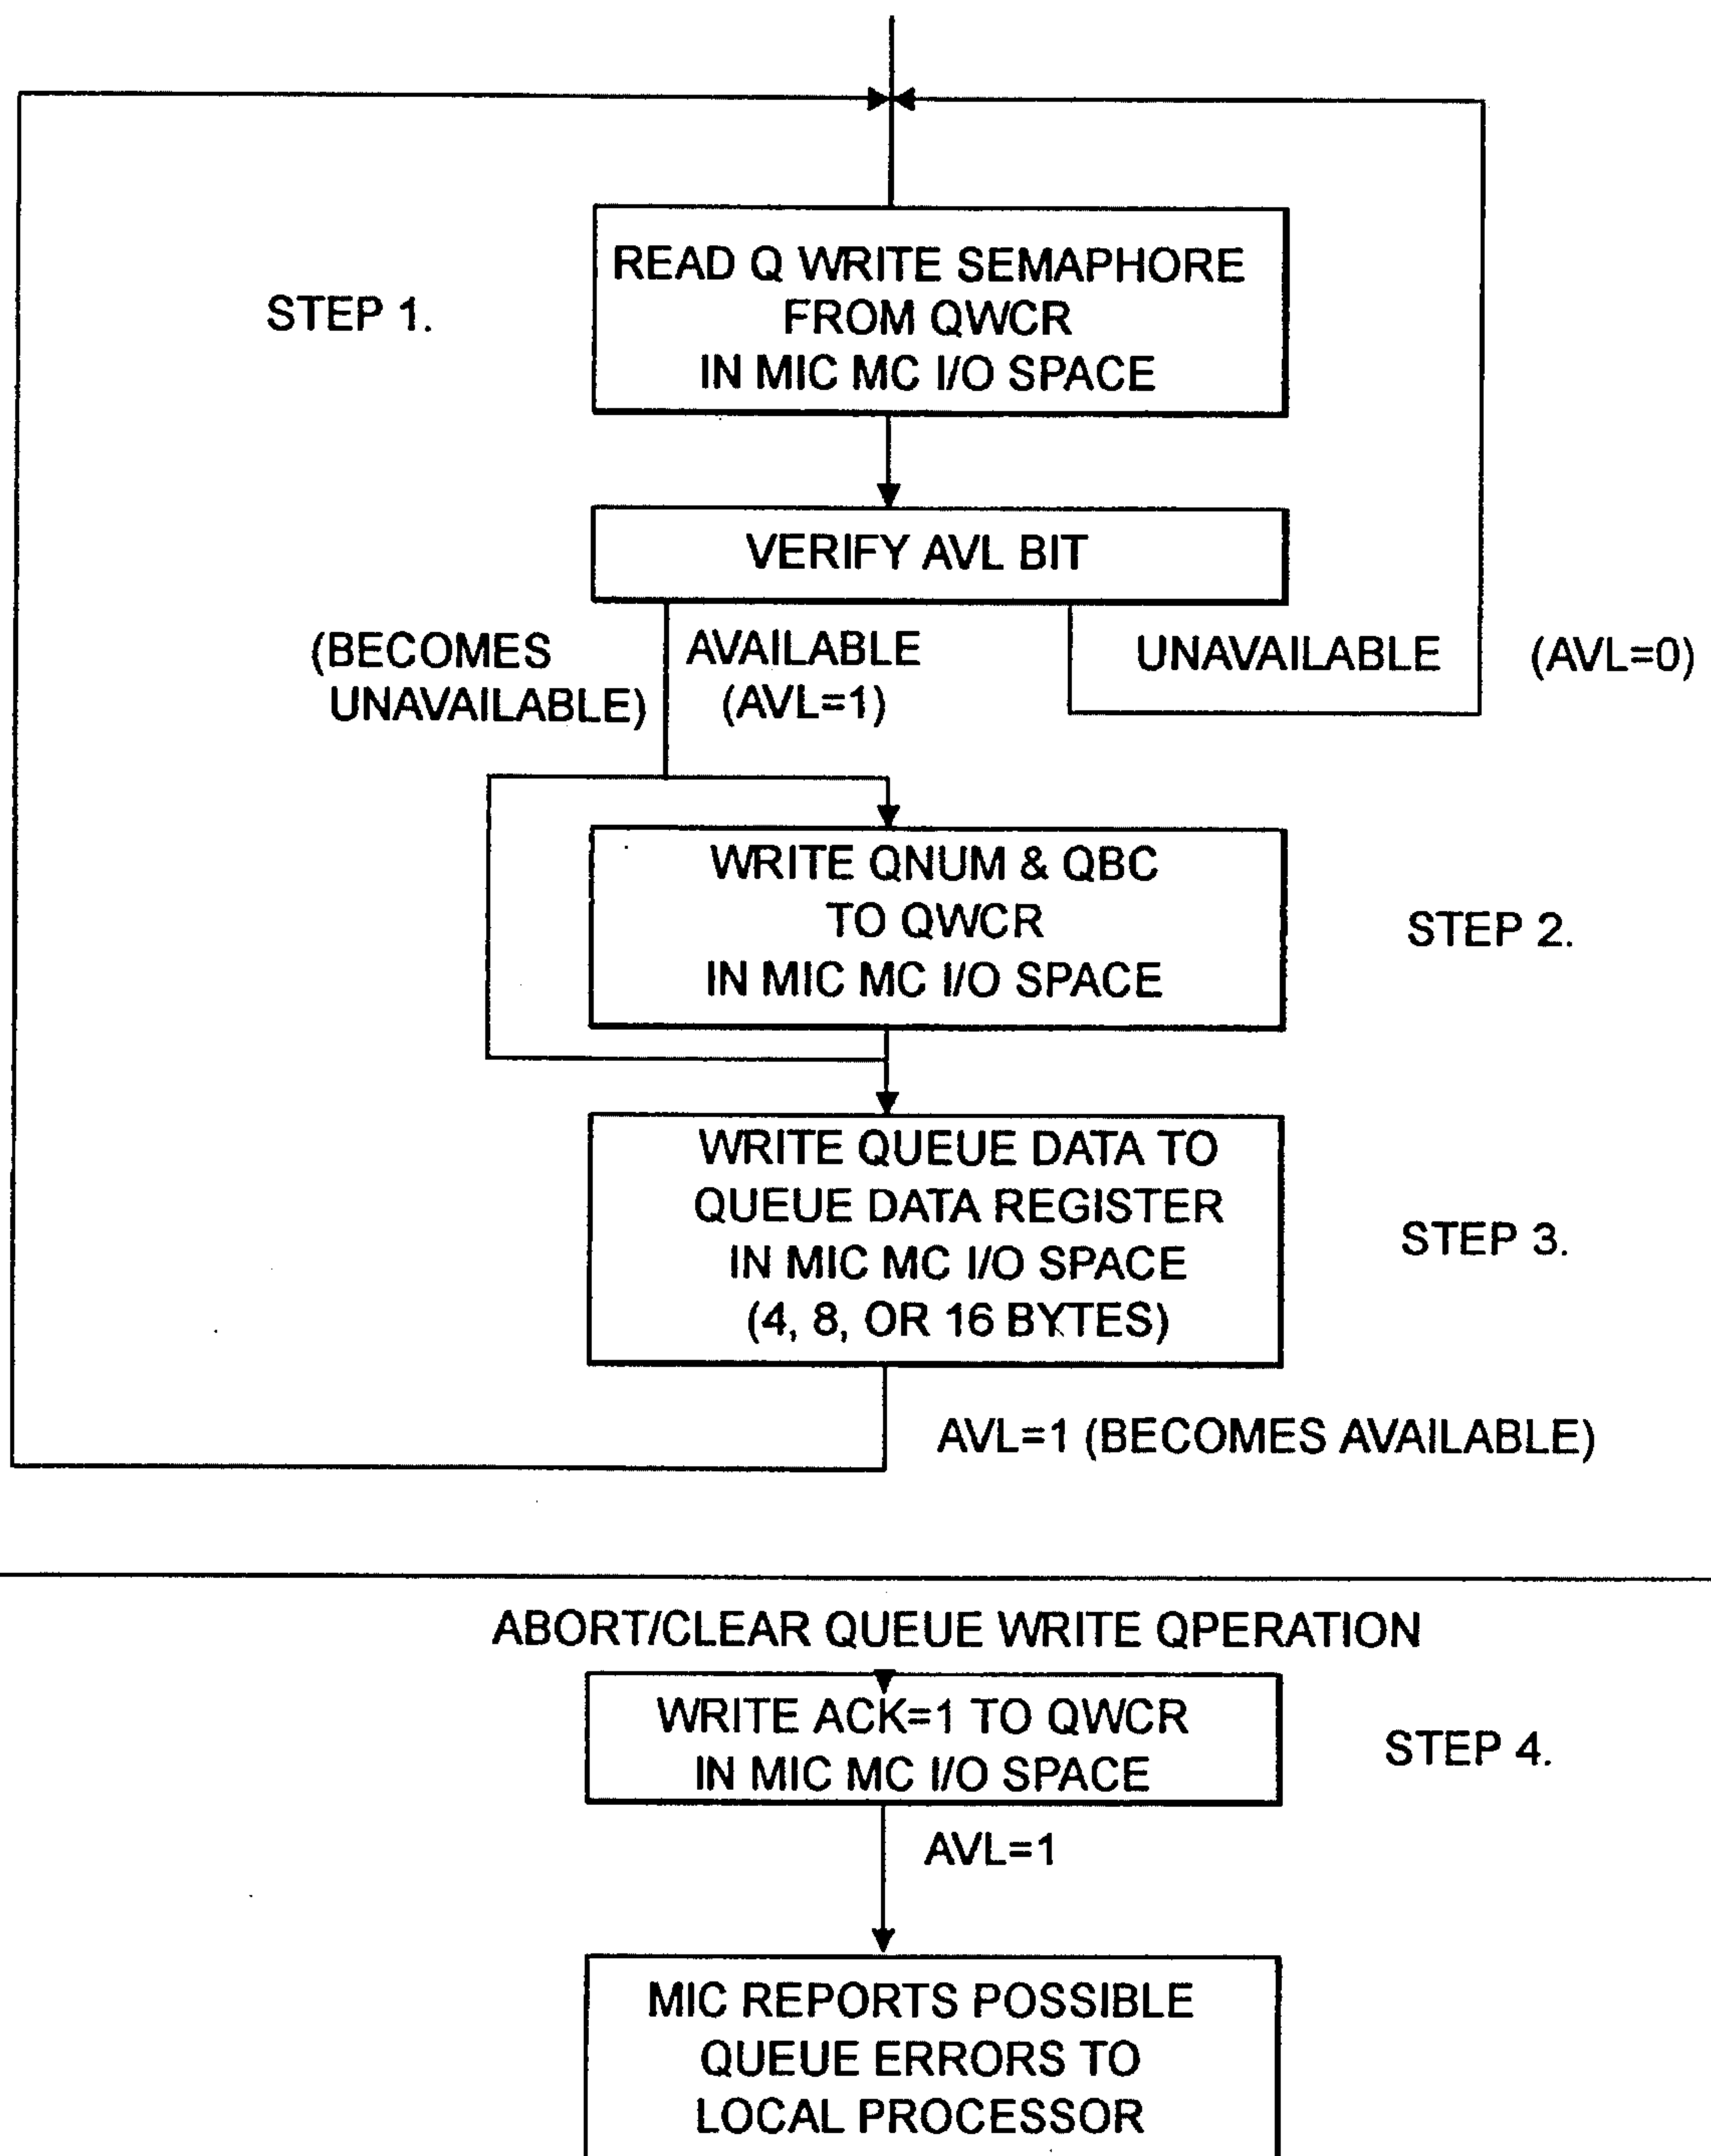 READ Q WRITE SEMAPHORE
FROM QWCR
IN MIC MC I/O SPACE
STEP 1.
VERIFY AVL BIT
(BECOMES
UNAVAILABLE)
AVAILABLE
(AVL=1)
UNAVAILABLE
(AVL=0)
WRITE QNUM & QBC
TO QWCR
IN MIC MC I/O SPACE
STEP 2.
WRITE QUEUE DATA TO
QUEUE DATA REGISTER
IN MIC MC I/O SPACE
(4, 8, OR 16 BYTES)
STEP 3.
AVL=1 (BECOMES AVAILABLE)
ABORT/CLEAR QUEUE WRITE QPERATION
WRITE ACK=1 TO QWCR
IN MIC MC I/O SPACE
STEP 4.
AVL=1
MIC REPORTS POSSIBLE
QUEUE ERRORS TO
LOCAL PROCESSOR